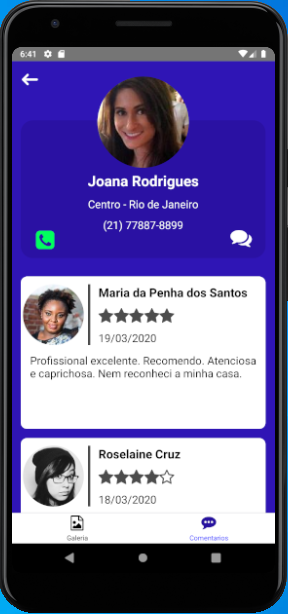 6:41
Joana Rodrigues
Centro - Rio de Janeiro
(21) 77887-8899
Maria da Penha dos Santos
19/03/2020
Profissional excelente. Recomendo. Atenciosa
e caprichosa. Nem reconheci a minha casa.
Roselaine Cruz
18/03/2020
Galeria
Comentarios